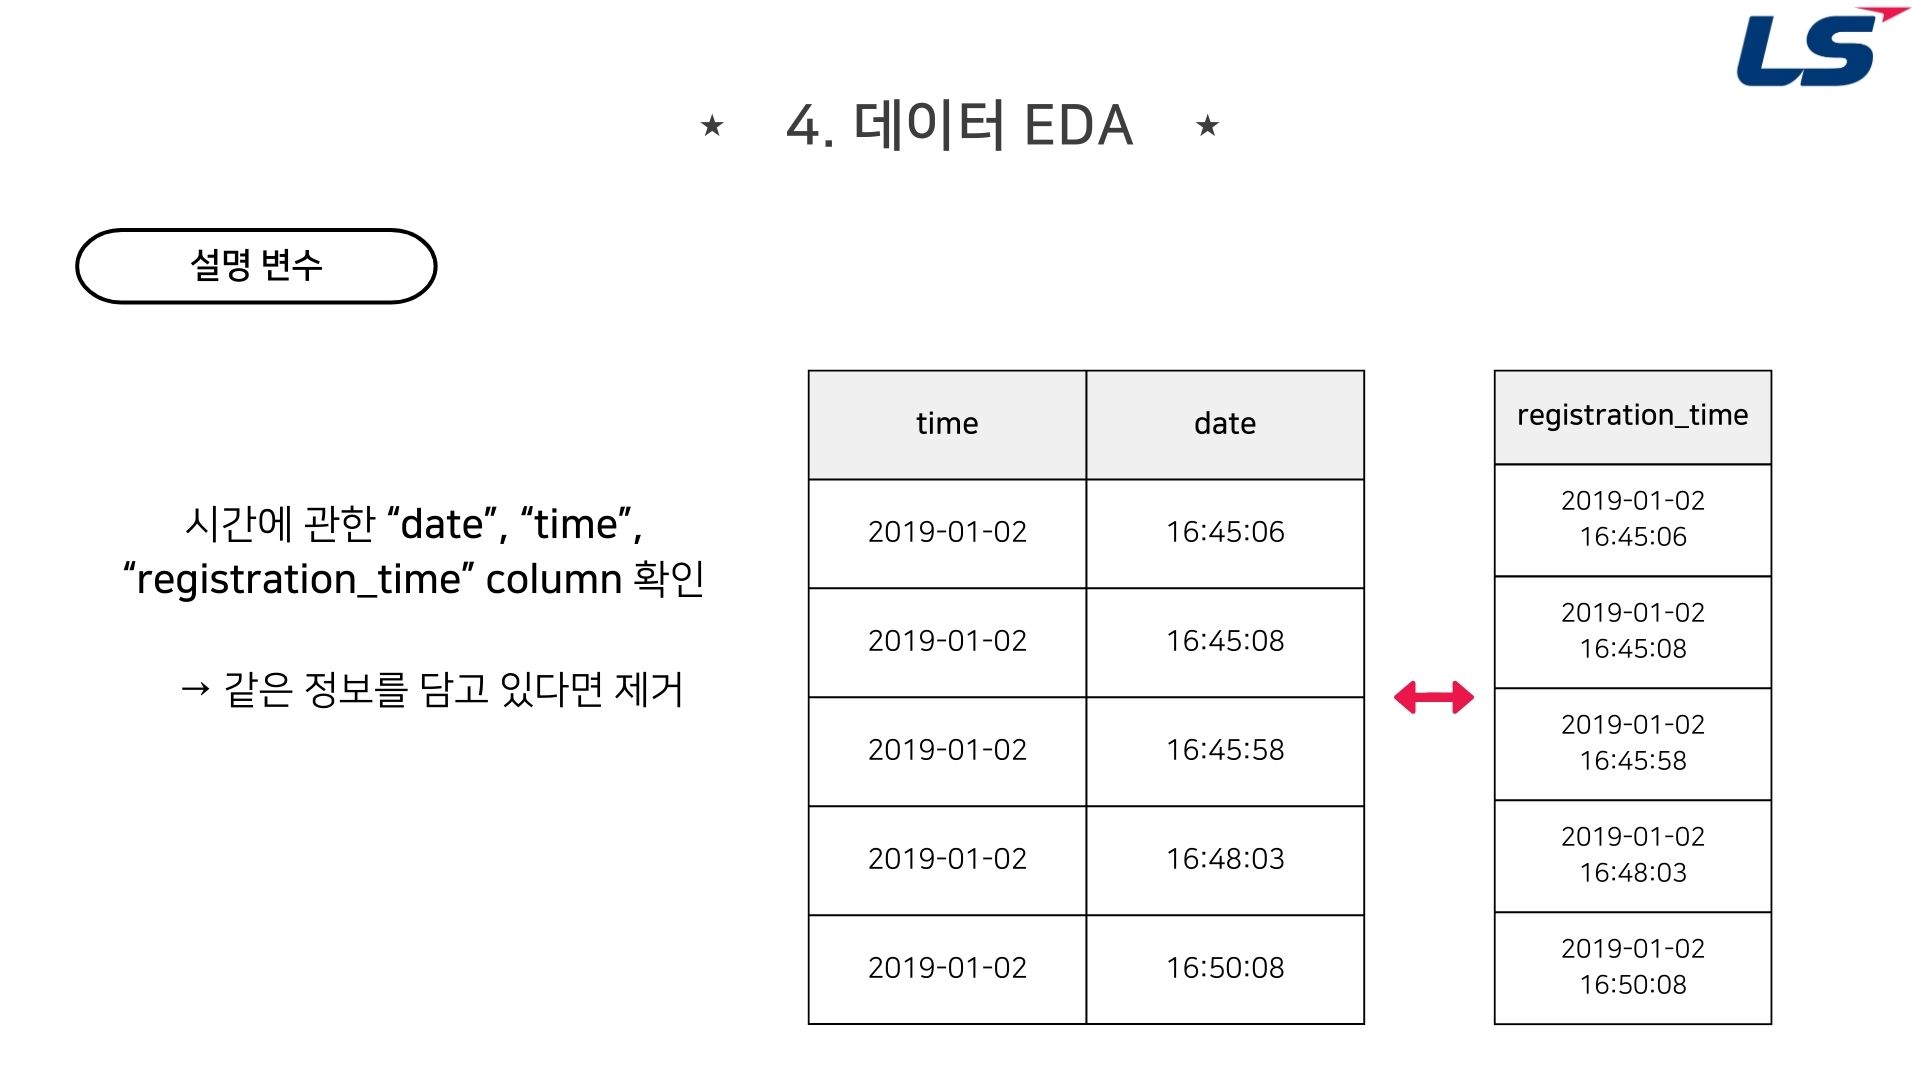 LS
★ 4. 데이터 EDA ★
설명 변수
시간에 관한 “date”, “time”,
“registration_time” column 확인
→ 같은 정보를 담고 있다면 제거
time date
2019-01-02 16:45:06
2019-01-02 16:45:08
2019-01-02 16:45:58
2019-01-02 16:48:03
2019-01-02 16:50:08
registration_time
2019-01-02
16:45:06
2019-01-02
16:45:08
2019-01-02
16:45:58
2019-01-02
16:48:03
2019-01-02
16:50:08